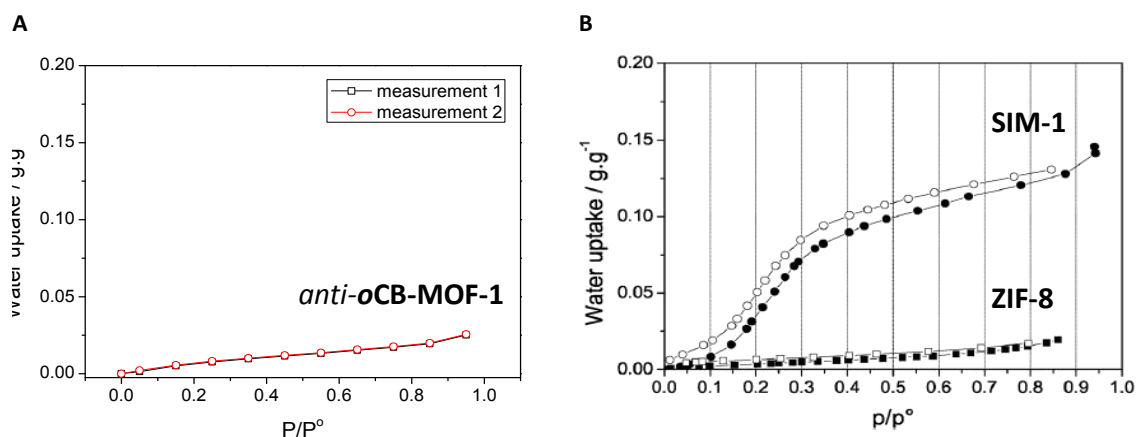 A
0.20
0.15
0.10
0.05
0.00
Water uptake / g.g
measurement 1
measurement 2
anti-oCB-MOF-1
0.0 0.2 0.4 0.6 0.8 1.0
P/P°
B
0.20
0.15
0.10
0.05
0.00
Water uptake / g.g⁻¹
SIM-1
ZIF-8
0.0 0.1 0.2 0.3 0.4 0.5 0.6 0.7 0.8 0.9 1.0
p/p°